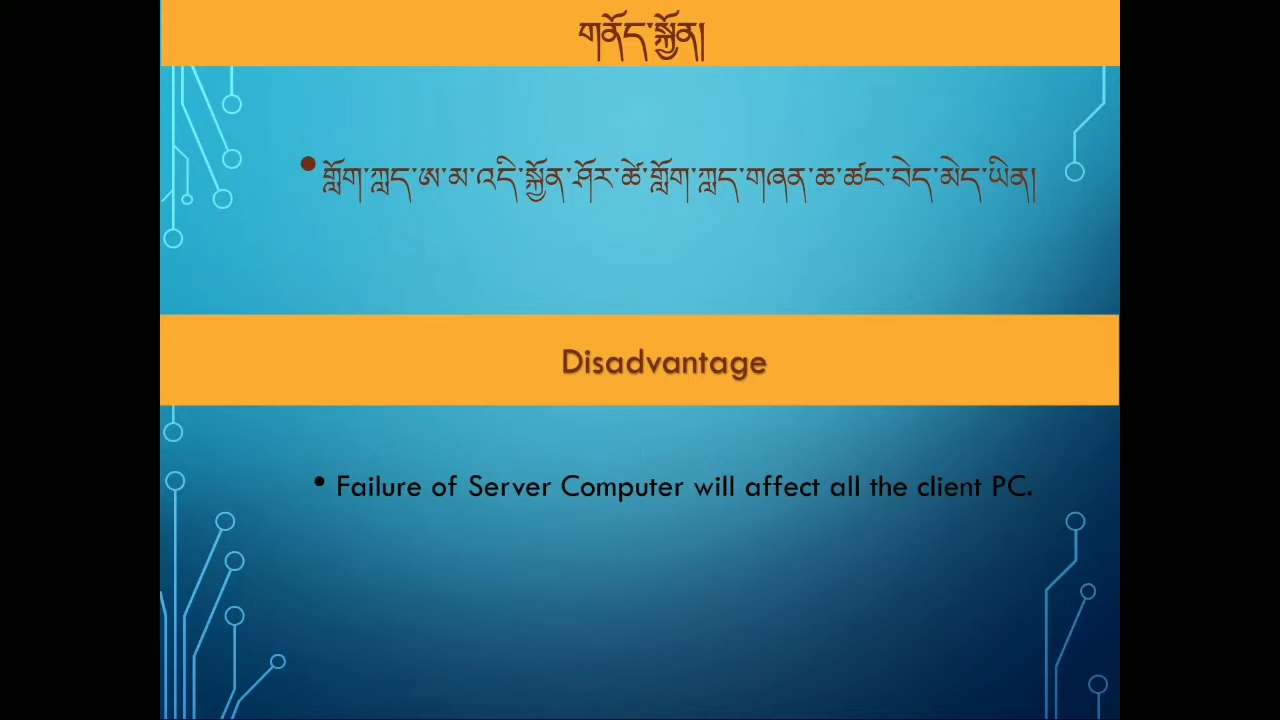 གནོད་སྐྱོན།
• གློག་ཀླད་ཨ་མ་འདི་སྐྱོན་ཤོར་ཚེ་གློག་ཀླད་གཞན་ཆ་ཚང་བེད་མེད་ཡིན།
Disadvantage
• Failure of Server Computer will affect all the client PC.